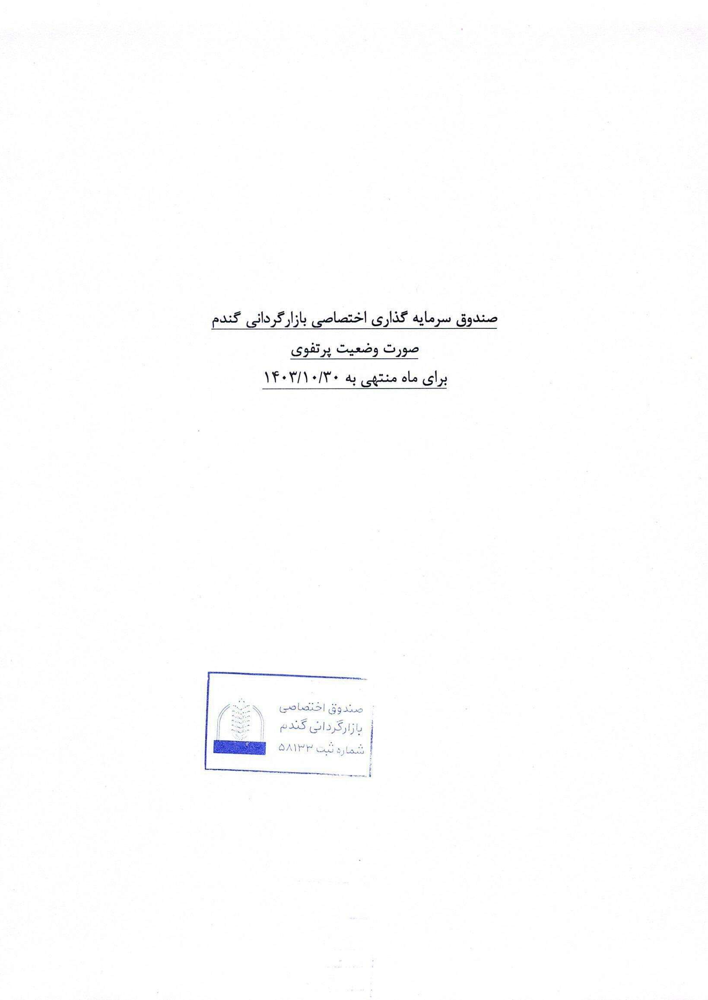 صندوق سرمایه گذاری اختصاصی بازارگردانی گندم
صورت وضعیت پرتفوی
برای ماه منتهی به ۱۴۰۳/۱۰/۳۰
صندوق اختصاصی
بازارگردانی گندم
شماره ثبت ۵۸۱۳۳